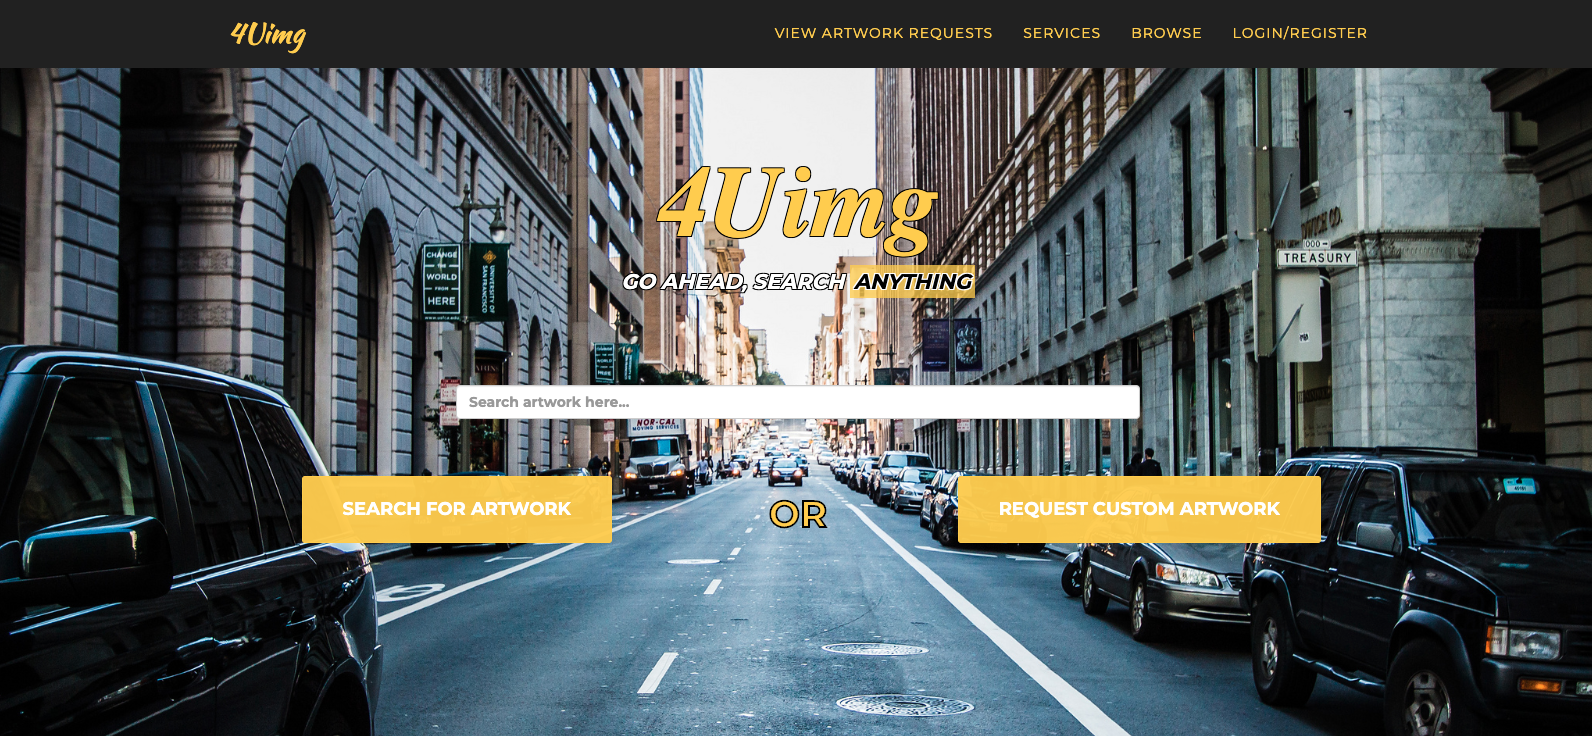 4Uimg
VIEW ARTWORK REQUESTS
SERVICES
BROWSE
LOGIN/REGISTER
4Uimg
GO AHEAD, SEARCH ANYTHING
CHANGE
THE
WORLD
FROM
HERE
UNIVERSITY OF
SAN FRANCISCO
1000
TREASURY
Search artwork here...
NOR-CAL
MOVING SERVICES
SEARCH FOR ARTWORK
OR
REQUEST CUSTOM ARTWORK